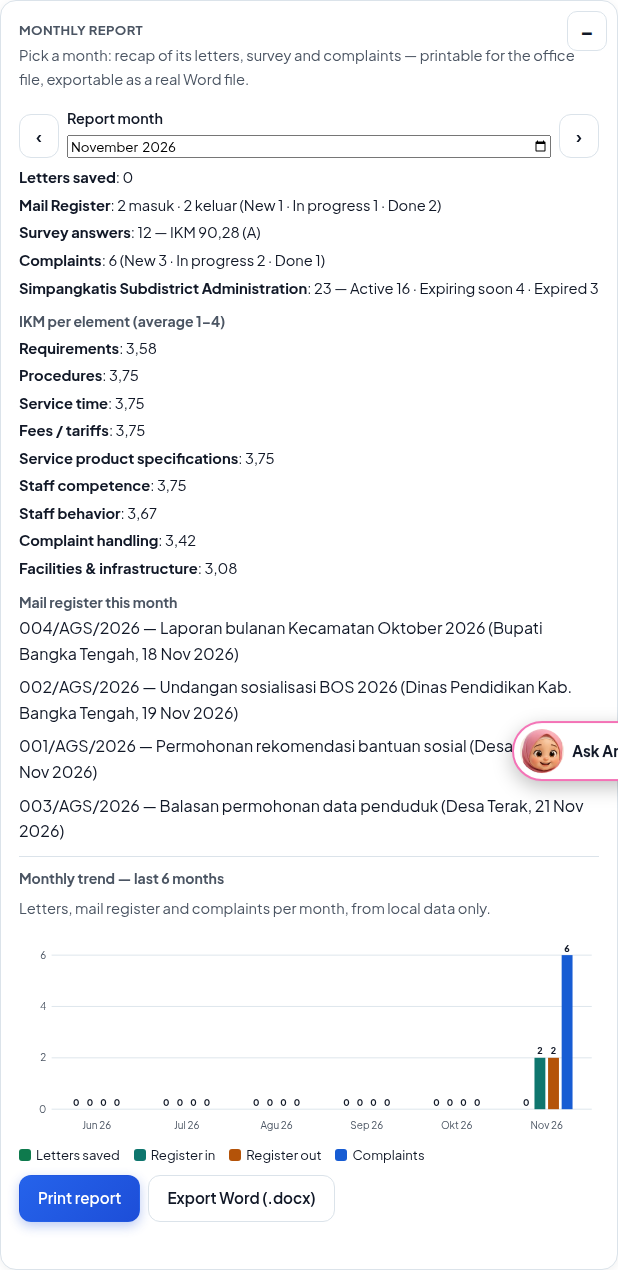 MONTHLY REPORT
–
Pick a month: recap of its letters, survey and complaints — printable for the office
file, exportable as a real Word file.
Report month
‹
November 2026
›
Letters saved: 0
Mail Register: 2 masuk · 2 keluar (New 1 · In progress 1 · Done 2)
Survey answers: 12 — IKM 90,28 (A)
Complaints: 6 (New 3 · In progress 2 · Done 1)
Simpangkatis Subdistrict Administration: 23 — Active 16 · Expiring soon 4 · Expired 3
IKM per element (average 1–4)
Requirements: 3,58
Procedures: 3,75
Service time: 3,75
Fees / tariffs: 3,75
Service product specifications: 3,75
Staff competence: 3,75
Staff behavior: 3,67
Complaint handling: 3,42
Facilities & infrastructure: 3,08
Mail register this month
004/AGS/2026 — Laporan bulanan Kecamatan Oktober 2026 (Bupati
Bangka Tengah, 18 Nov 2026)
002/AGS/2026 — Undangan sosialisasi BOS 2026 (Dinas Pendidikan Kab.
Bangka Tengah, 19 Nov 2026)
001/AGS/2026 — Permohonan rekomendasi bantuan sosial (Desa
Nov 2026)
Ask
003/AGS/2026 — Balasan permohonan data penduduk (Desa Terak, 21 Nov
2026)
Monthly trend — last 6 months
Letters, mail register and complaints per month, from local data only.
6
6
4
2
2 2
0
0 0 0 0 0 0 0 0 0 0 0 0 0 0 0 0 0 0 0 0 0
Jun 26 Jul 26 Agu 26 Sep 26 Okt 26 Nov 26
Letters saved Register in Register out Complaints
Print report Export Word (.docx)